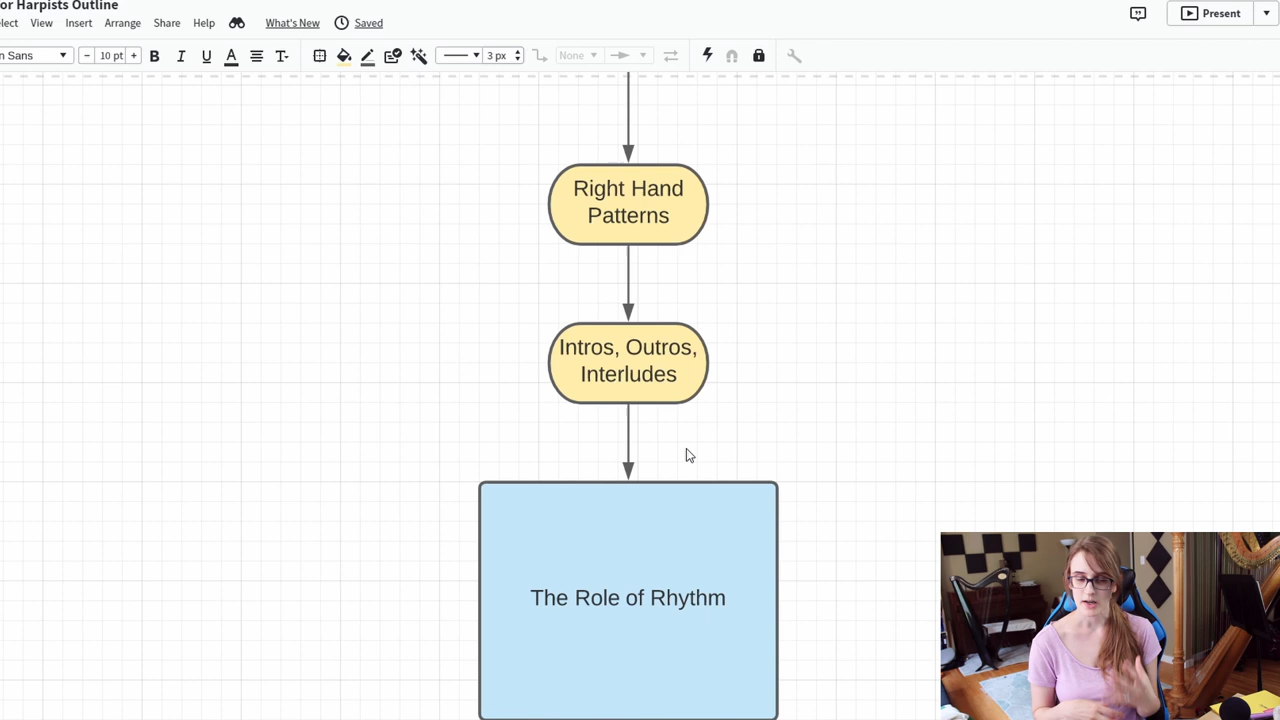 or Harpists Outline
lect View Insert Arrange Share Help What's New Saved
Present
n Sans 10 pt B I U A T 3 px None
Right Hand
Patterns
Intros, Outros,
Interludes
The Role of Rhythm